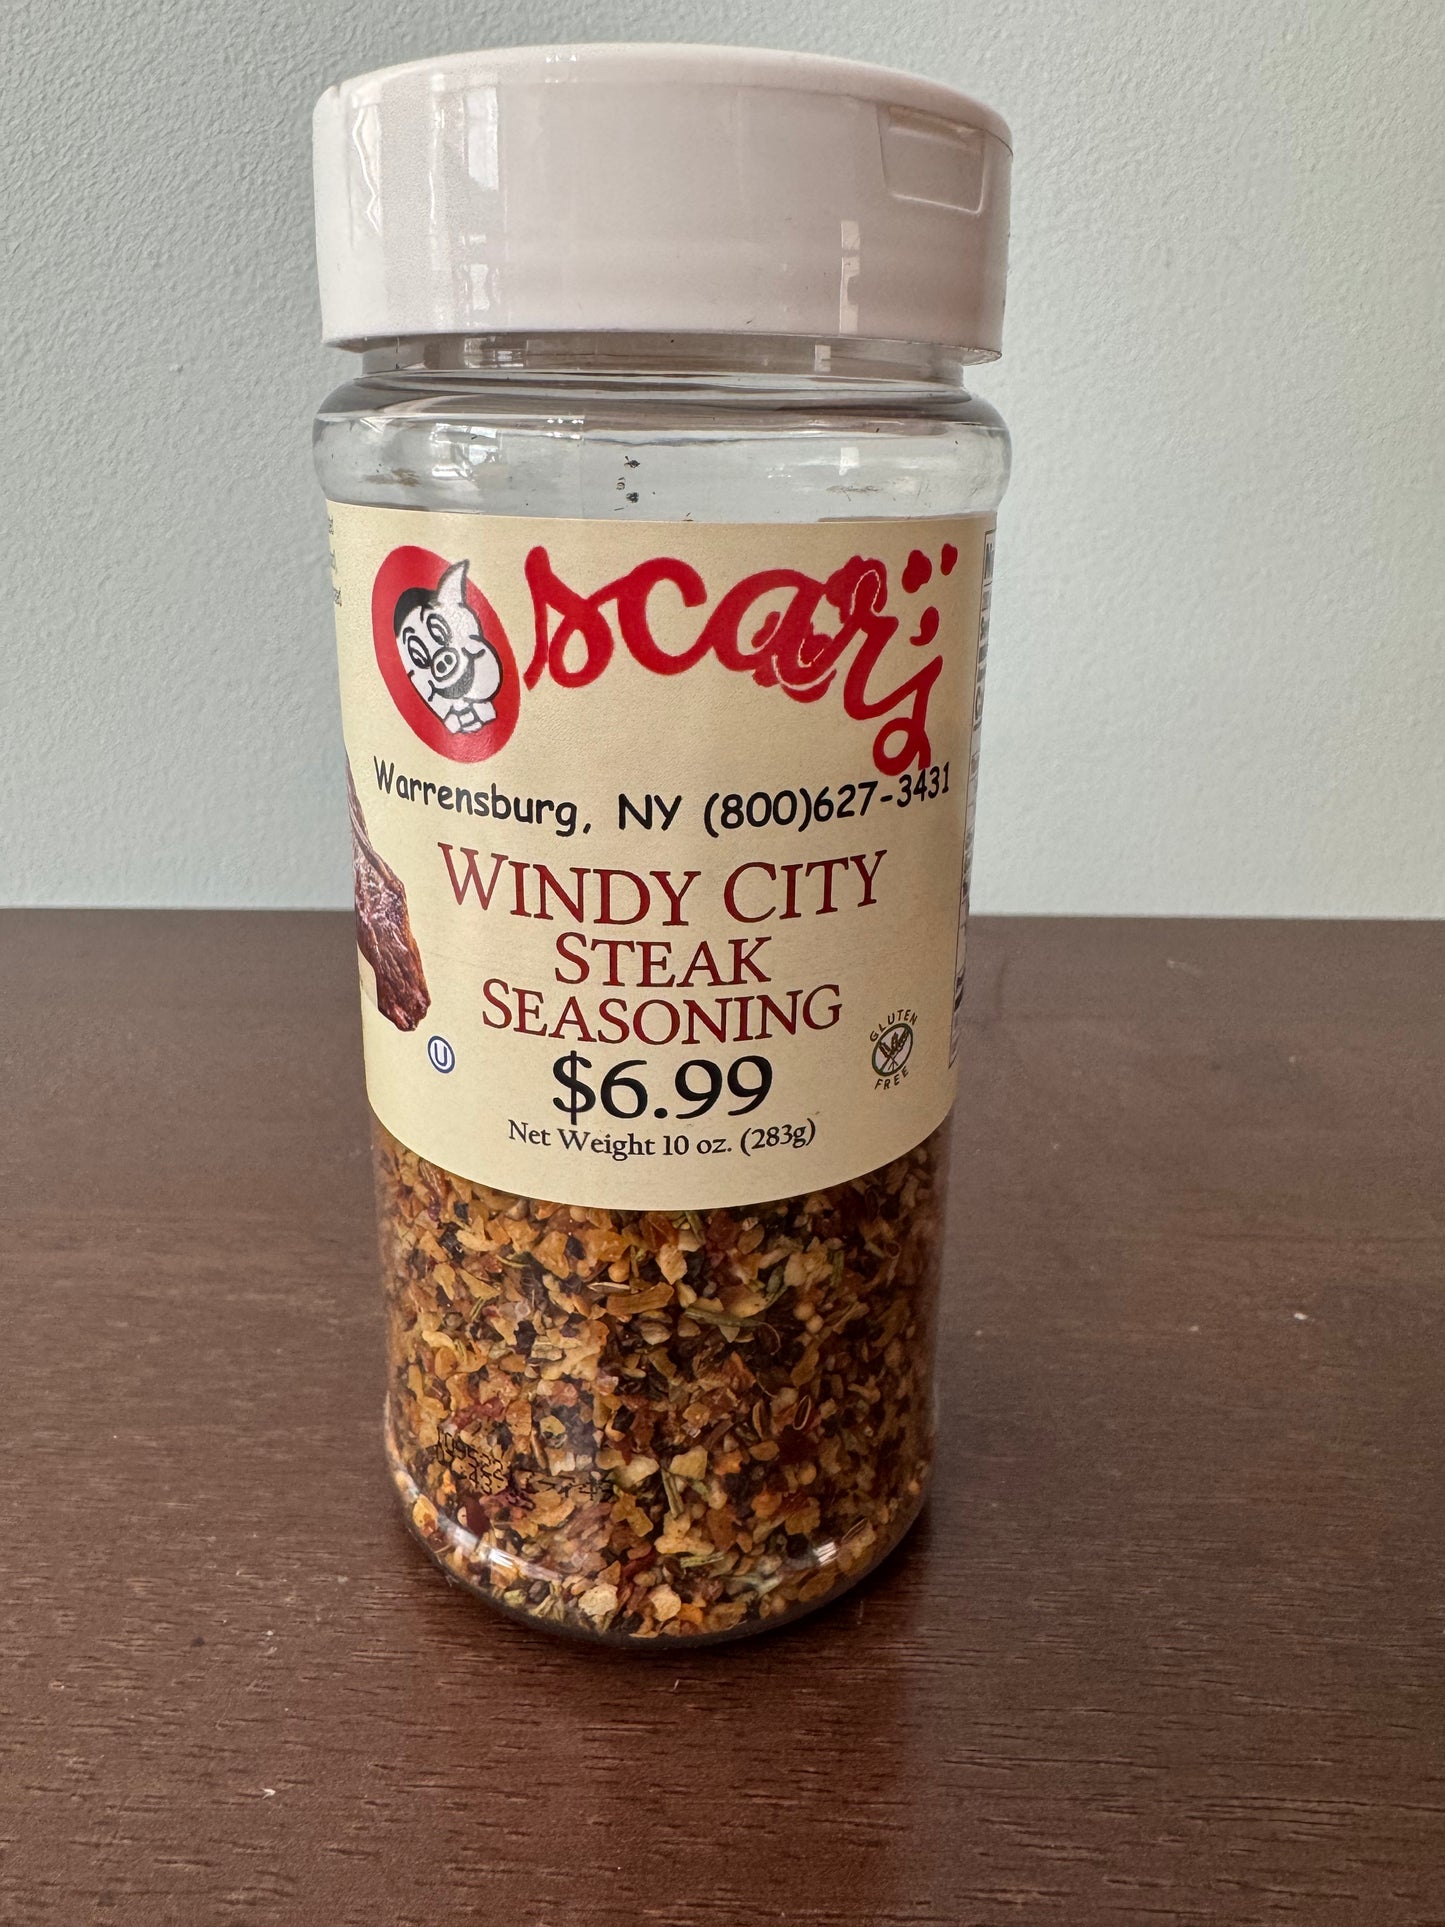 Oscar's
Warrensburg, NY (800)627-3431
WINDY CITY
STEAK
SEASONING
$6.99
Net Weight 10 oz. (283g)
U
GLUTEN
FREE